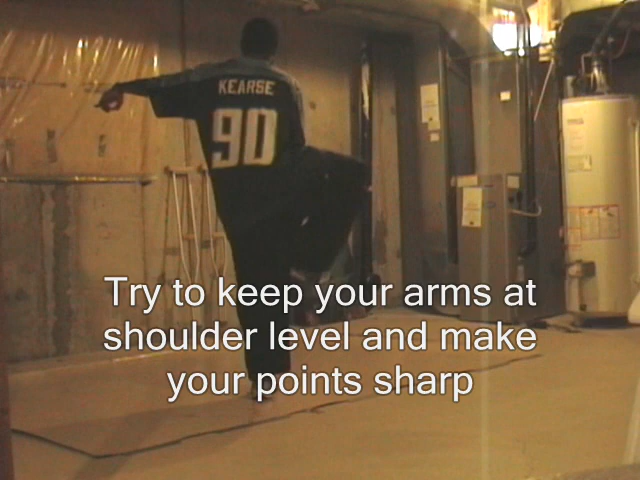 KEARSE
90
Try to keep your arms at
shoulder level and make
your points sharp